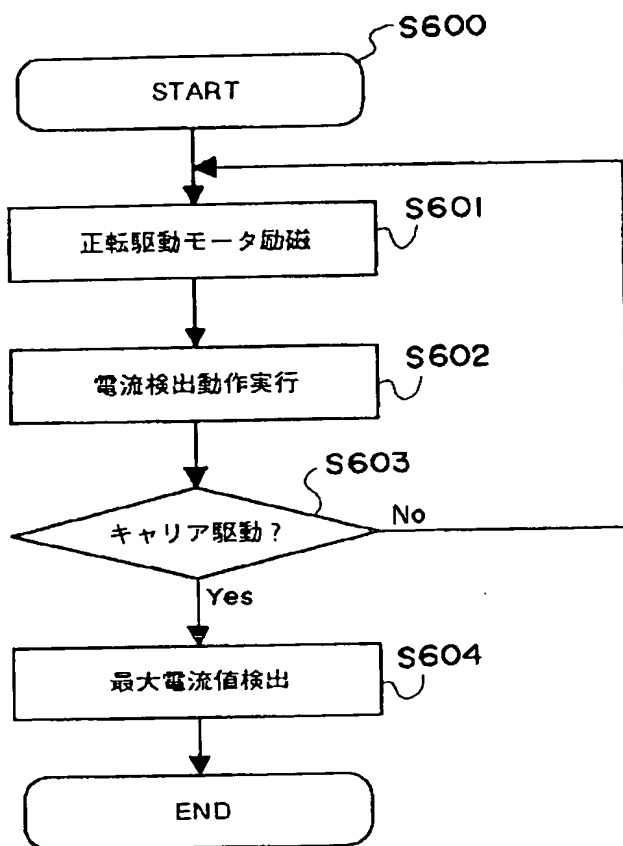 S600
START
S601
正転駆動モータ励磁
S602
電流検出動作実行
S603
キャリア駆動?
No
Yes
S604
最大電流値検出
END